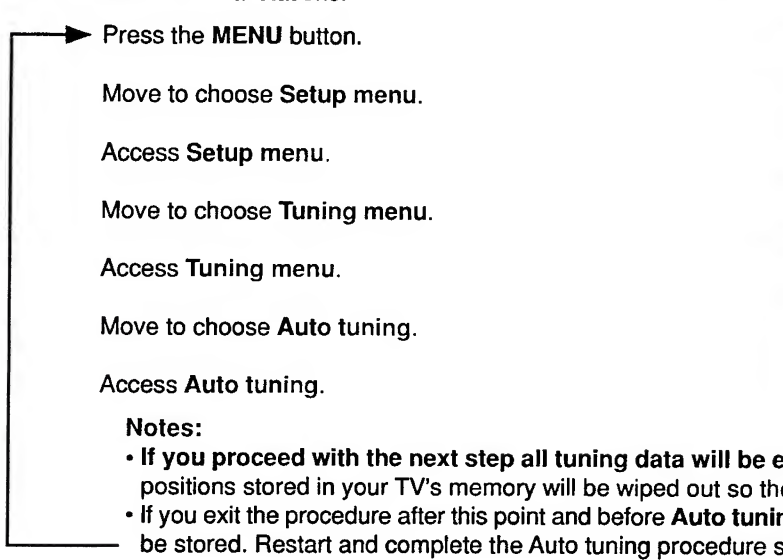 Press the MENU button.
Move to choose Setup menu.
Access Setup menu.
Move to choose Tuning menu.
Access Tuning menu.
Move to choose Auto tuning.
Access Auto tuning.
Notes:
• If you proceed with the next step all tuning data will be
positions stored in your TV's memory will be wiped out so
• If you exit the procedure after this point and before Auto
be stored. Restart and complete the Auto tuning procedure